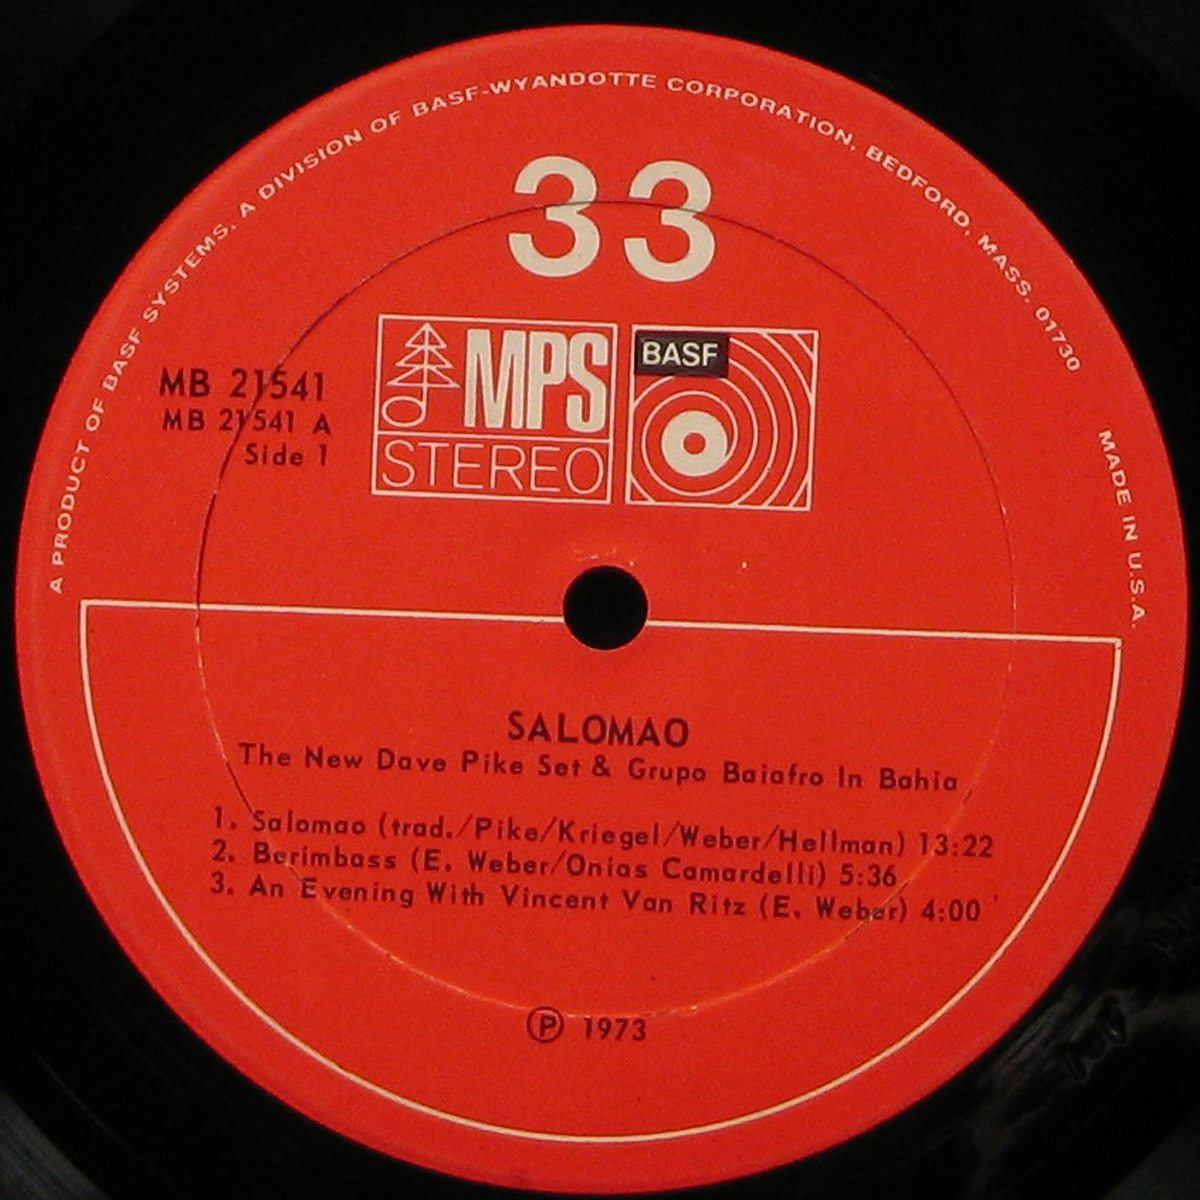 A PRODUCT OF BASF SYSTEMS, A DIVISION OF BASF-WYANDOTTE CORPORATION, BEDFORD, MASS. 01730
MADE IN U.S.A.
33
MB 21541
MB 21541 A
Side 1
MPS
STEREO
BASF
SALOMAO
The New Dave Pike Set & Grupo Baiafro In Bahia
1. Salomao (trad./Pike/Kriegel/Weber/Hellman) 13:22
2. Berimbass (E. Weber/Onias Camardelli) 5:36
3. An Evening With Vincent Van Ritz (E. Weber) 4:00
Ⓟ 1973